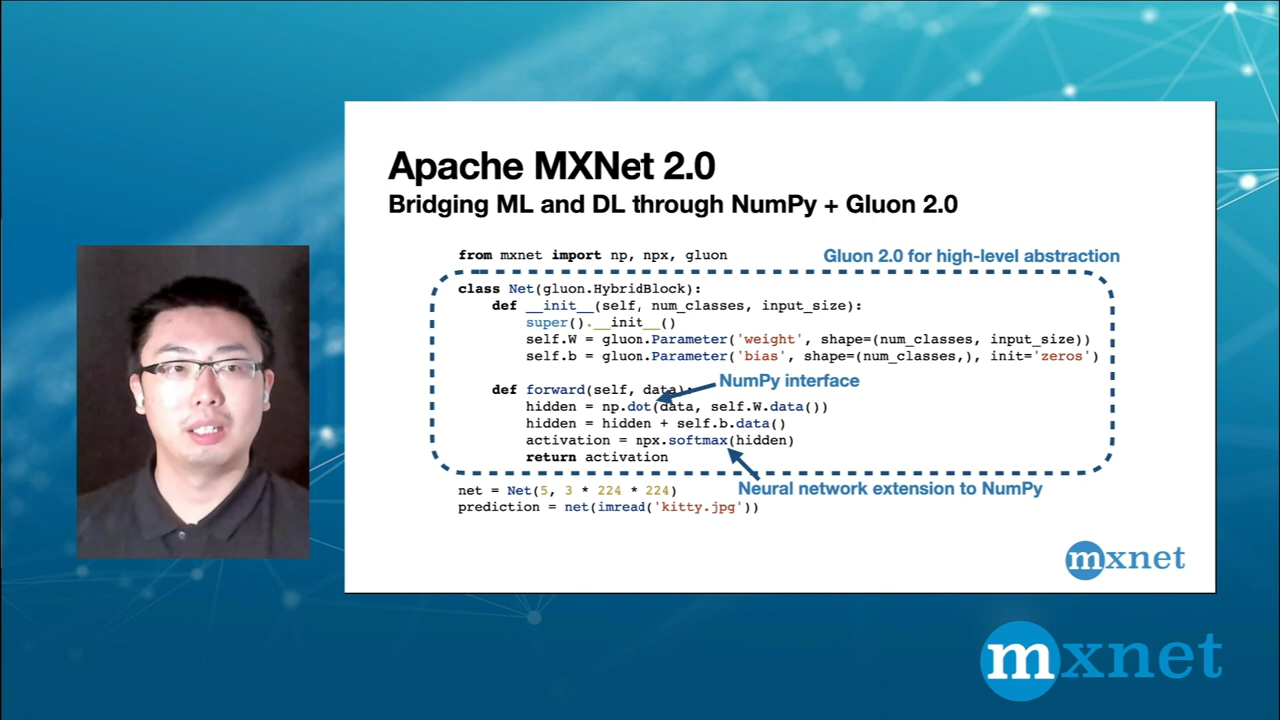 Apache MXNet 2.0
Bridging ML and DL through NumPy + Gluon 2.0
from mxnet import np, npx, gluon
Gluon 2.0 for high-level abstraction
class Net(gluon.HybridBlock):
def __init__(self, num_classes, input_size):
super().__init__()
self.W = gluon.Parameter('weight', shape=(num_classes, input_size))
self.b = gluon.Parameter('bias', shape=(num_classes,), init='zeros')
def forward(self, data):
NumPy interface
hidden = np.dot(data, self.W.data())
hidden = hidden + self.b.data()
activation = npx.softmax(hidden)
return activation
net = Net(5, 3 * 224 * 224)
Neural network extension to NumPy
prediction = net(imread('kitty.jpg'))
mxnet
mxnet